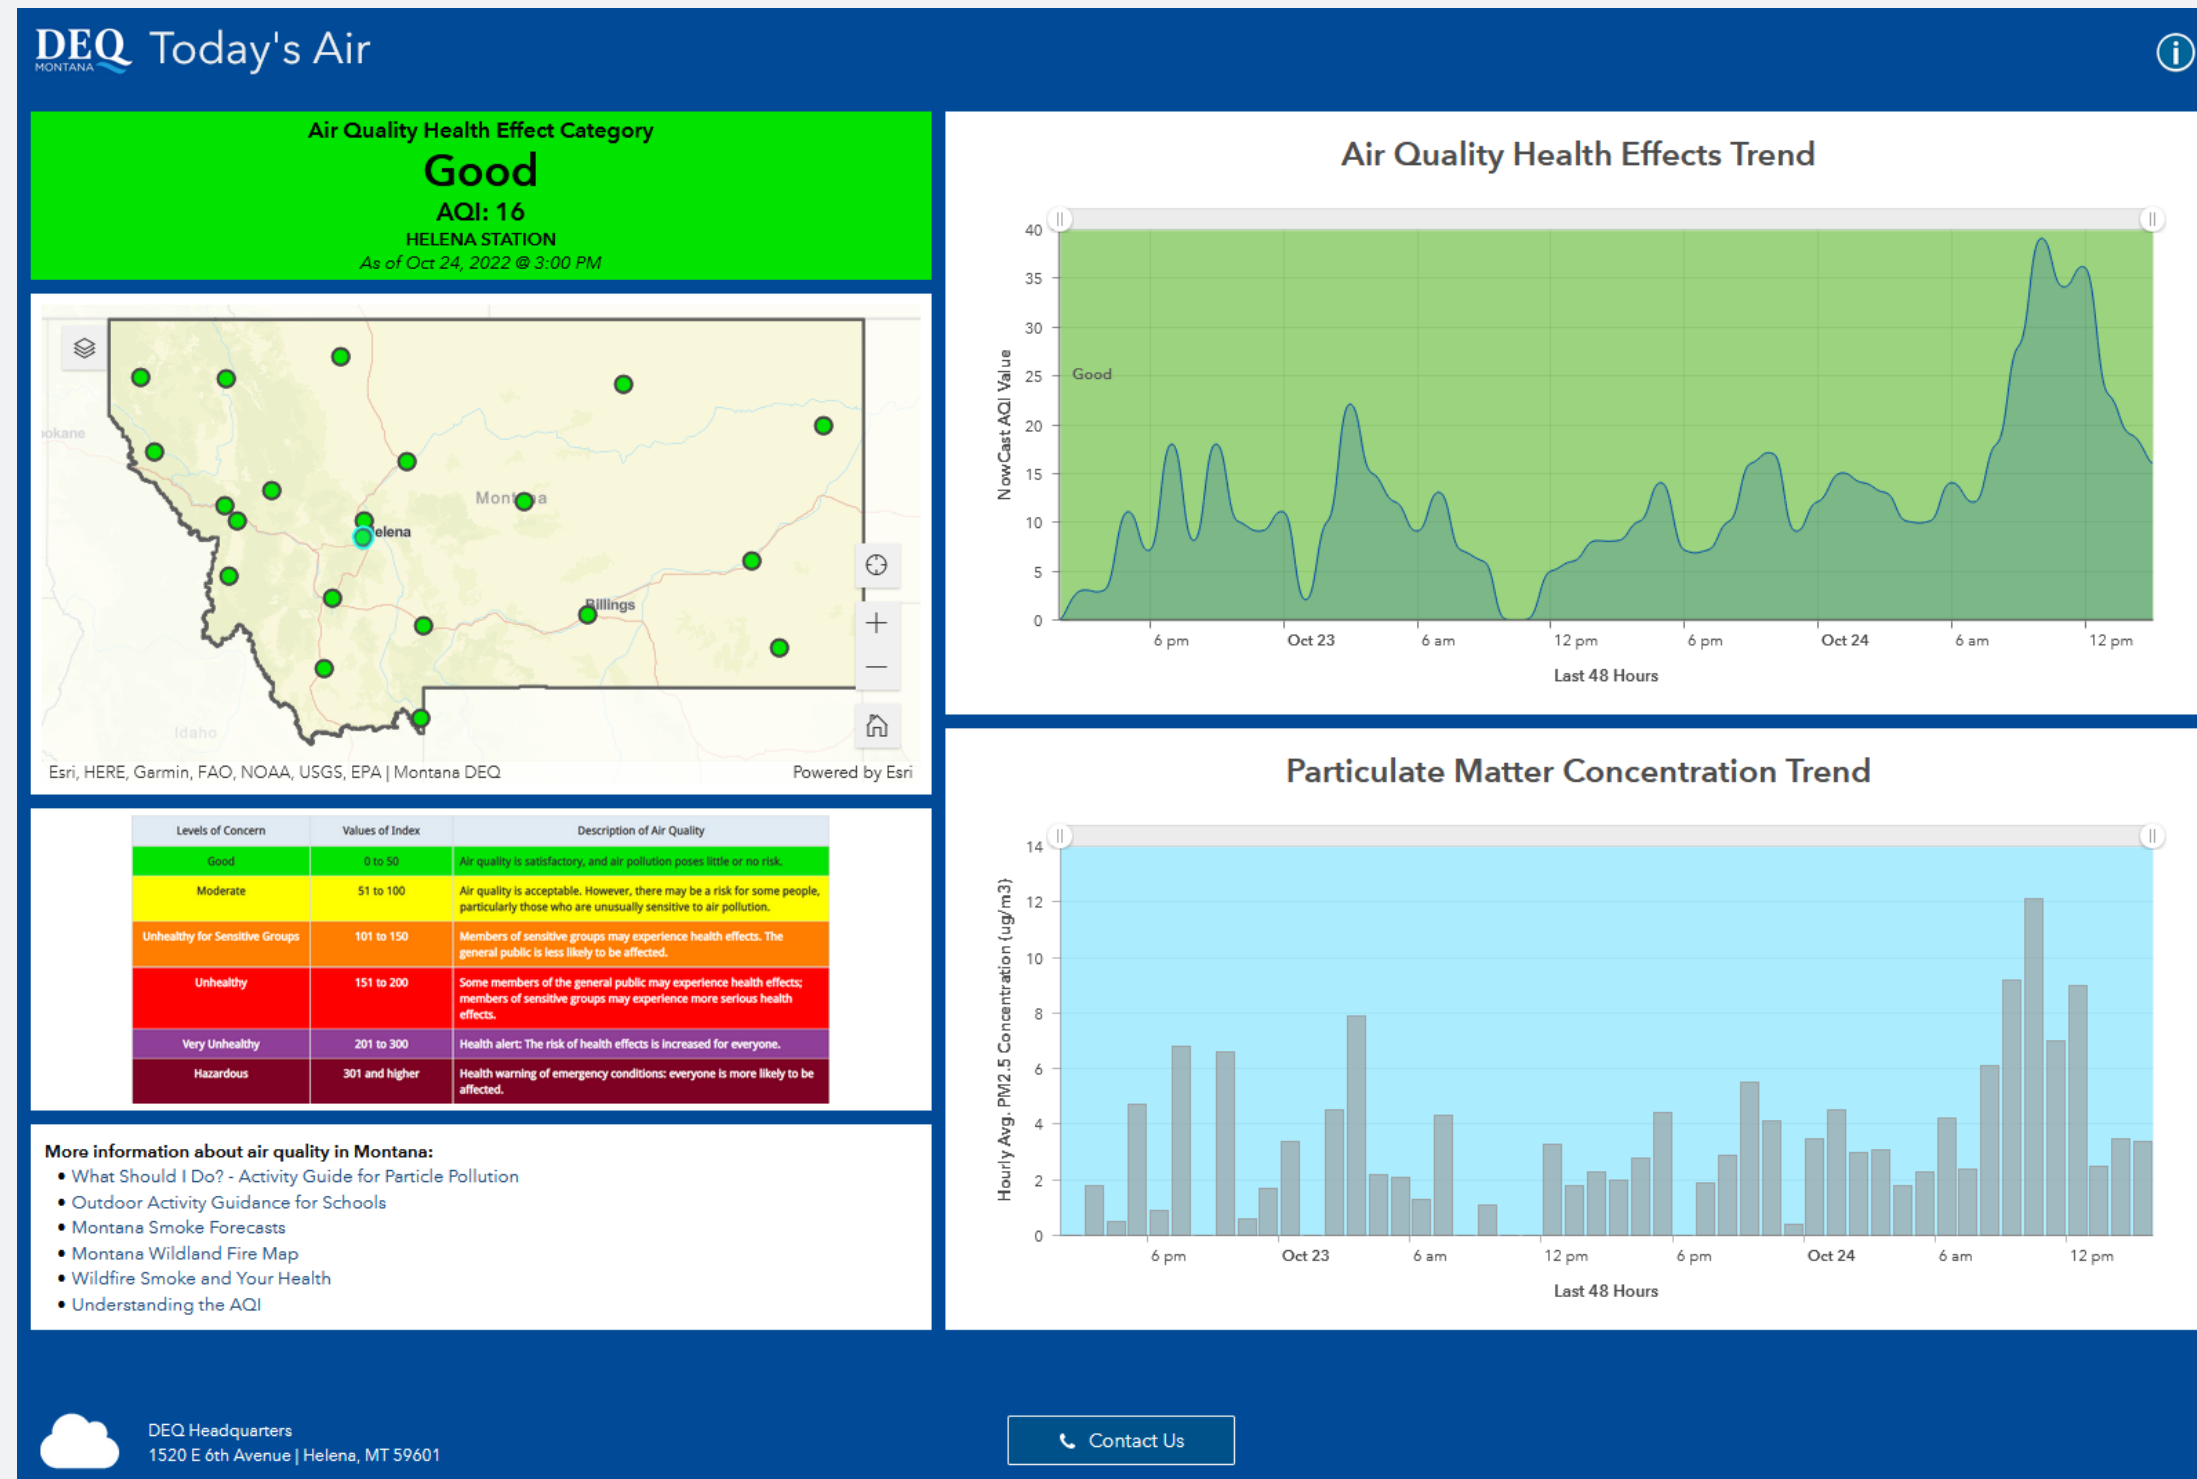 DEQ
MONTANA
Today's Air
Air Quality Health Effect Category
Good
AQI: 16
HELENA STATION
As of Oct 24, 2022 @ 3:00 PM
okane
Montana
elena
Billings
Idaho
Esri, HERE, Garmin, FAO, NOAA, USGS, EPA | Montana DEQ
Powered by Esri
Levels of Concern Values of Index Description of Air Quality
Good 0 to 50 Air quality is satisfactory, and air pollution poses little or no risk.
Moderate 51 to 100 Air quality is acceptable. However, there may be a risk for some people,
particularly those who are unusually sensitive to air pollution.
Unhealthy for Sensitive Groups 101 to 150 Members of sensitive groups may experience health effects. The
general public is less likely to be affected.
Unhealthy 151 to 200 Some members of the general public may experience health effects;
members of sensitive groups may experience more serious health
effects.
Very Unhealthy 201 to 300 Health alert: The risk of health effects is increased for everyone.
Hazardous 301 and higher Health warning of emergency conditions: everyone is more likely to be
affected.
More information about air quality in Montana:
• What Should I Do? - Activity Guide for Particle Pollution
• Outdoor Activity Guidance for Schools
• Montana Smoke Forecasts
• Montana Wildland Fire Map
• Wildfire Smoke and Your Health
• Understanding the AQI
Air Quality Health Effects Trend
NowCast AQI Value
40
35
30
25
20
15
10
5
0
Good
6 pm Oct 23 6 am 12 pm 6 pm Oct 24 6 am 12 pm
Last 48 Hours
Particulate Matter Concentration Trend
Hourly Avg. PM2.5 Concentration (ug/m3)
14
12
10
8
6
4
2
0
6 pm Oct 23 6 am 12 pm 6 pm Oct 24 6 am 12 pm
Last 48 Hours
DEQ Headquarters
1520 E 6th Avenue | Helena, MT 59601
Contact Us